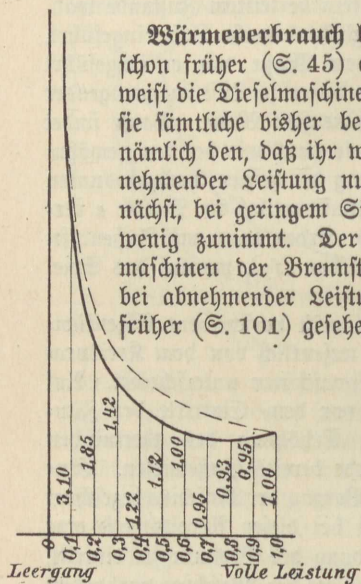 Wärmeverbrauch
schon früher (S. 45)
weist die Dieselmaschine
sie sämtliche bisher be
nämlich den, daß ihr w
nehmender Leistung nu
nächst, bei geringem S
wenig zunimmt. Der
maschinen der Brennst
bei abnehmender Leistu
früher (S. 101) gesehe
3,10
1,85
1,42
1,22
1,12
1,00
0,95
0,93
0,95
1,00
0
0,1
0,2
0,3
0,4
0,5
0,6
0,7
0,8
0,9
1,0
Leergang Volle Leistung